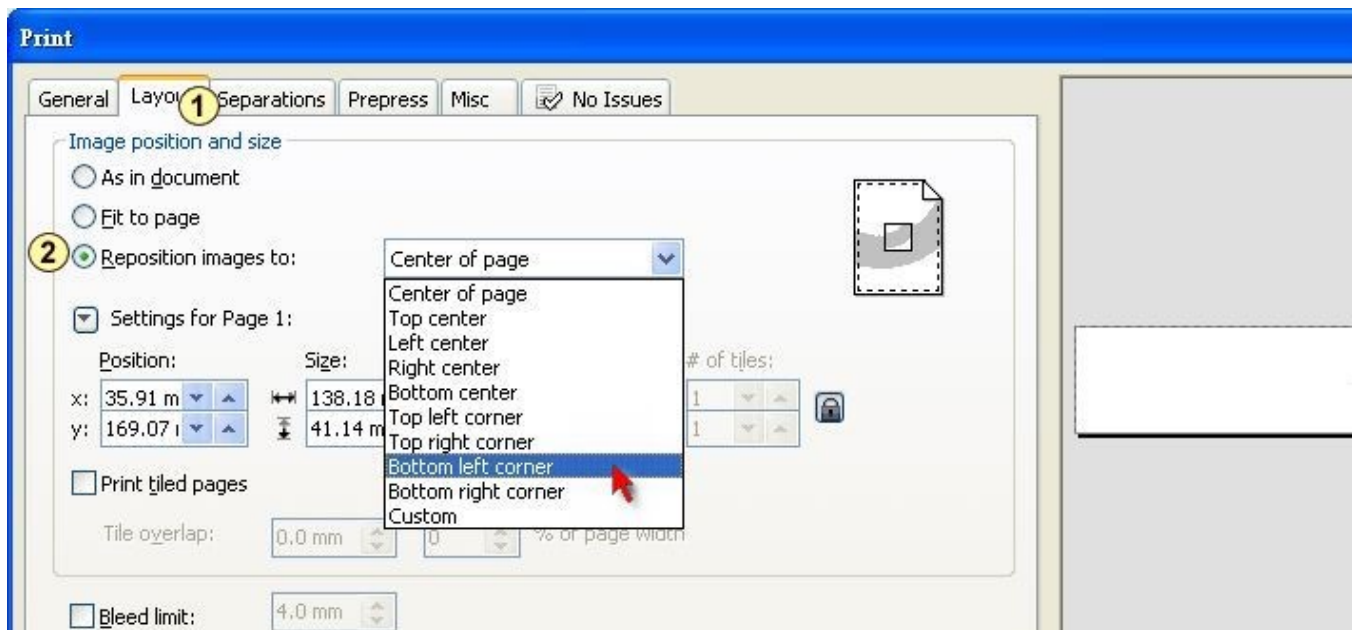 Print
General Layou 1 Separations Prepress Misc No Issues
Image position and size
As in document
Fit to page
2 Reposition images to: Center of page
Center of page
Settings for Page 1:
Top center
Left center
Position: Size: Right center # of tiles:
x: 35.91 m 138.18 Bottom center 1
Top left corner
y: 169.07 41.14 m Top right corner 1
Bottom left corner
Print tiled pages
Bottom right corner
Custom
Tile overlap: 0.0 mm 0 % of page width
Bleed limit: 4.0 mm